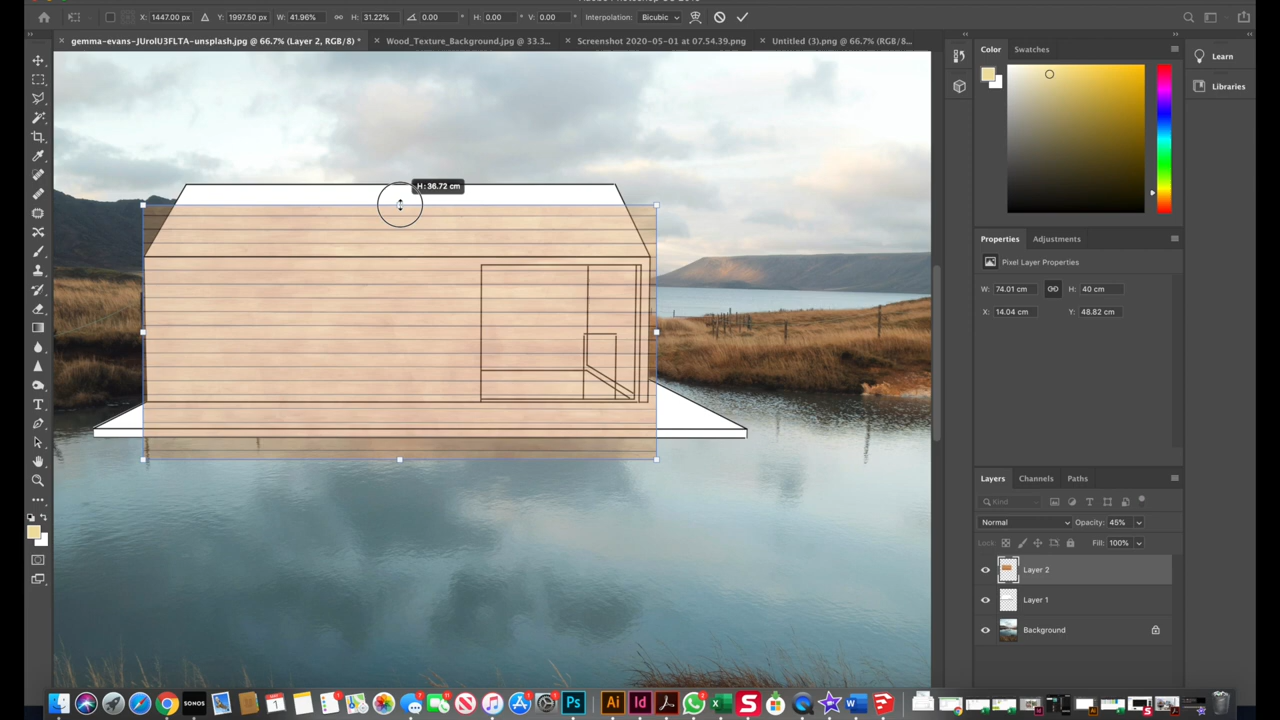 X: 1447.00 px Y: 1997.50 px W: 41.96% H: 31.22% 0.00 ° H: 0.00 ° V: 0.00 ° Interpolation: Bicubic
gemma-evans-JUrolU3FLTA-unsplash.jpg @ 66.7% (Layer 2, RGB/8) *
Wood_Texture_Background.jpg @ 33.3...
Screenshot 2020-05-01 at 07.54.39.png
Untitled (3).png @ 66.7% (RGB/8...
Color Swatches
Learn
Libraries
H: 36.72 cm
Properties Adjustments
Pixel Layer Properties
W: 74.01 cm H: 40 cm
X: 14.04 cm Y: 48.82 cm
Layers Channels Paths
Kind
Normal Opacity: 45%
Lock: Fill: 100%
Layer 2
Layer 1
Background
SONOS
Ps
Ai
Id
X
S
W